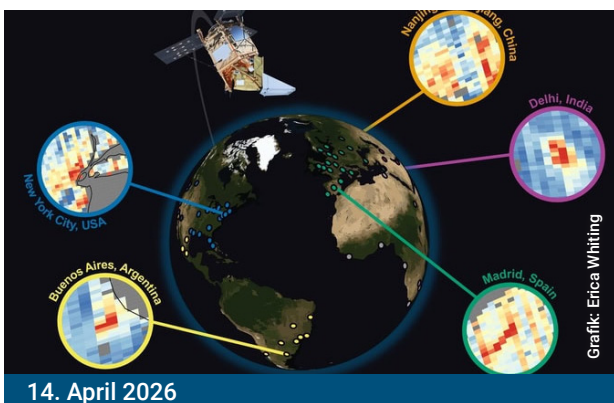 Nanjing
jiang, China
Delhi, India
New York City, USA
Buenos Aires, Argentina
Madrid, Spain
Grafik: Erica Whiting
14. April 2026